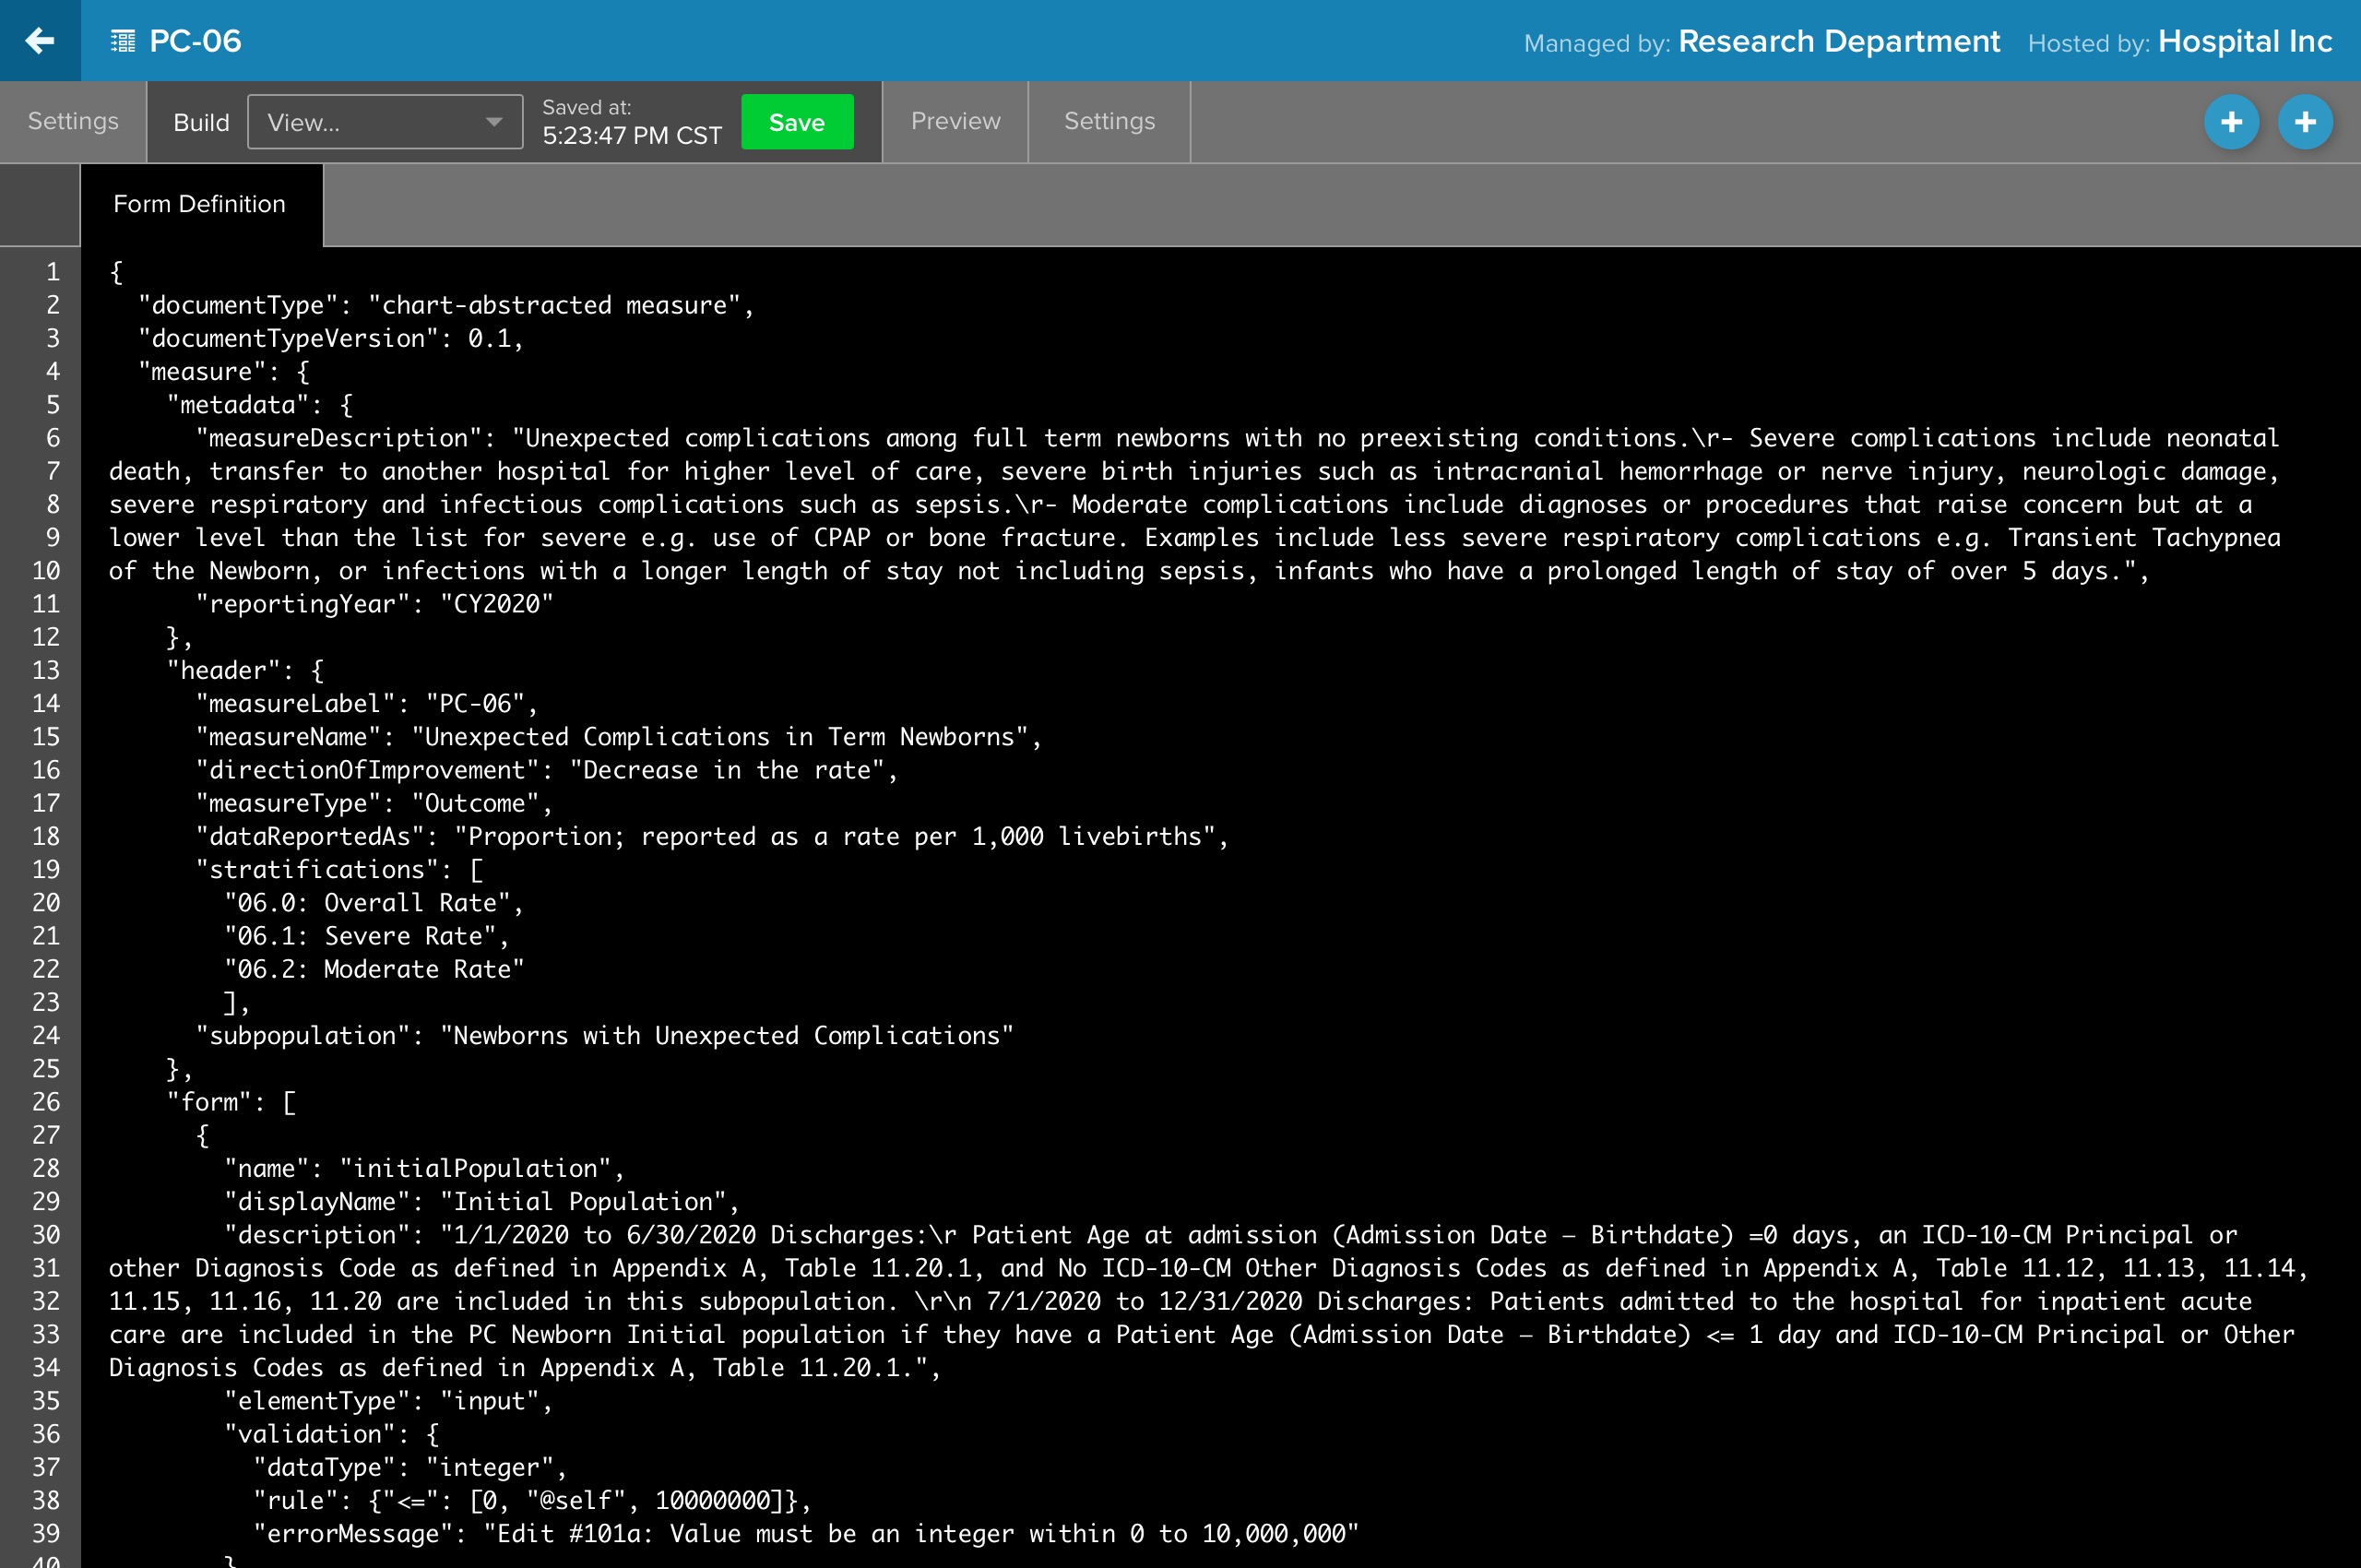 PC-06
Managed by: Research Department Hosted by: Hospital Inc
Settings Build View... Saved at: 5:23:47 PM CST Save Preview Settings + +
Form Definition
1 {
2 "documentType": "chart-abstracted measure",
3 "documentTypeVersion": 0.1,
4 "measure": {
5 "metadata": {
6 "measureDescription": "Unexpected complications among full term newborns with no preexisting conditions.\r- Severe complications include neonatal
7 death, transfer to another hospital for higher level of care, severe birth injuries such as intracranial hemorrhage or nerve injury, neurologic damage,
8 severe respiratory and infectious complications such as sepsis.\r- Moderate complications include diagnoses or procedures that raise concern but at a
9 lower level than the list for severe e.g. use of CPAP or bone fracture. Examples include less severe respiratory complications e.g. Transient Tachypnea
10 of the Newborn, or infections with a longer length of stay not including sepsis, infants who have a prolonged length of stay of over 5 days.",
11 "reportingYear": "CY2020"
12 },
13 "header": {
14 "measureLabel": "PC-06",
15 "measureName": "Unexpected Complications in Term Newborns",
16 "directionOfImprovement": "Decrease in the rate",
17 "measureType": "Outcome",
18 "dataReportedAs": "Proportion; reported as a rate per 1,000 livebirths",
19 "stratifications": [
20 "06.0: Overall Rate",
21 "06.1: Severe Rate",
22 "06.2: Moderate Rate"
23 ],
24 "subpopulation": "Newborns with Unexpected Complications"
25 },
26 "form": [
27 {
28 "name": "initialPopulation",
29 "displayName": "Initial Population",
30 "description": "1/1/2020 to 6/30/2020 Discharges:\r Patient Age at admission (Admission Date – Birthdate) =0 days, an ICD-10-CM Principal or
31 other Diagnosis Code as defined in Appendix A, Table 11.20.1, and No ICD-10-CM Other Diagnosis Codes as defined in Appendix A, Table 11.12, 11.13, 11.14,
32 11.15, 11.16, 11.20 are included in this subpopulation. \r\n 7/1/2020 to 12/31/2020 Discharges: Patients admitted to the hospital for inpatient acute
33 care are included in the PC Newborn Initial population if they have a Patient Age (Admission Date – Birthdate) <= 1 day and ICD-10-CM Principal or Other
34 Diagnosis Codes as defined in Appendix A, Table 11.20.1.",
35 "elementType": "input",
36 "validation": {
37 "dataType": "integer",
38 "rule": {"<=": [0, "@self", 10000000]},
39 "errorMessage": "Edit #101a: Value must be an integer within 0 to 10,000,000"
40 }